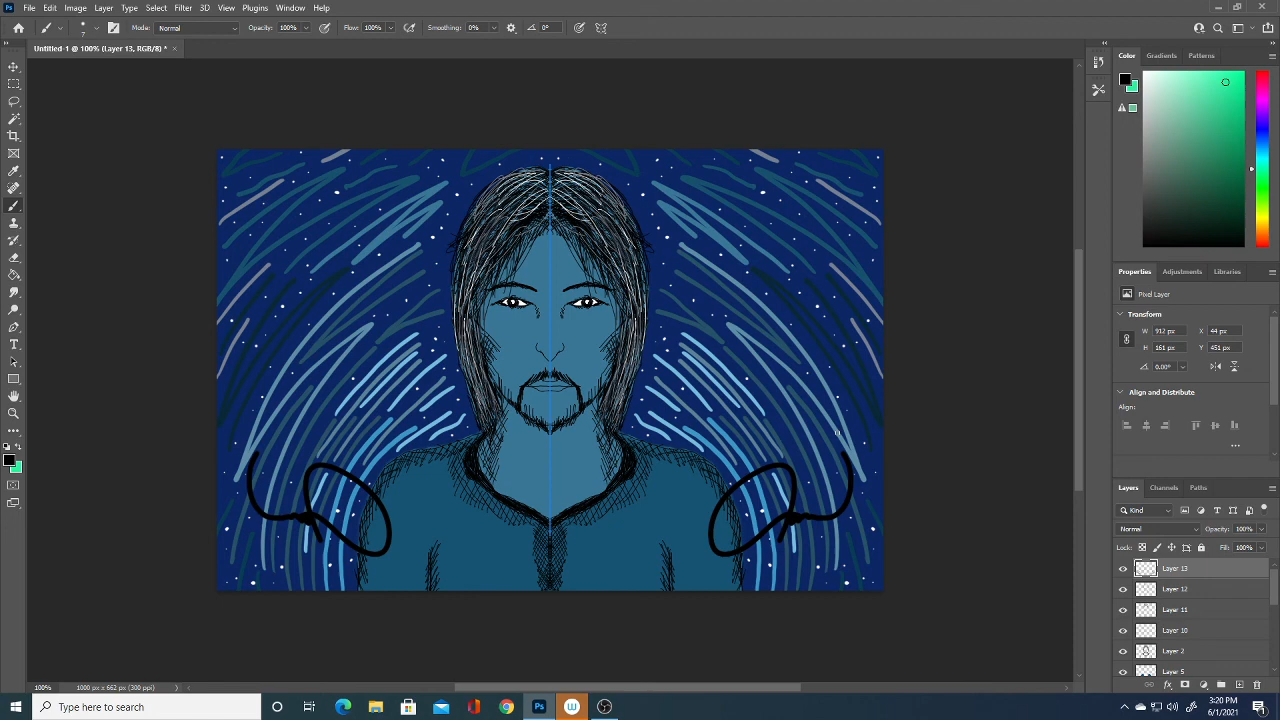 Ps File Edit Image Layer Type Select Filter 3D View Plugins Window Help
7 Mode: Normal Opacity: 100% Flow: 100% Smoothing: 0% 0°
Untitled-1 @ 100% (Layer 13, RGB/8) *
Color Gradients Patterns
Properties Adjustments Libraries
Pixel Layer
Transform
W 912 px X 44 px
H 161 px Y 451 px
0.00°
Align and Distribute
Align:
Layers Channels Paths
Kind
Normal Opacity: 100%
Lock: Fill: 100%
Layer 13
Layer 12
Layer 11
Layer 10
Layer 2
Layer 5
100% 1000 px x 662 px (300 ppi)
Type here to search
Ps
W
3:20 PM
6/1/2021